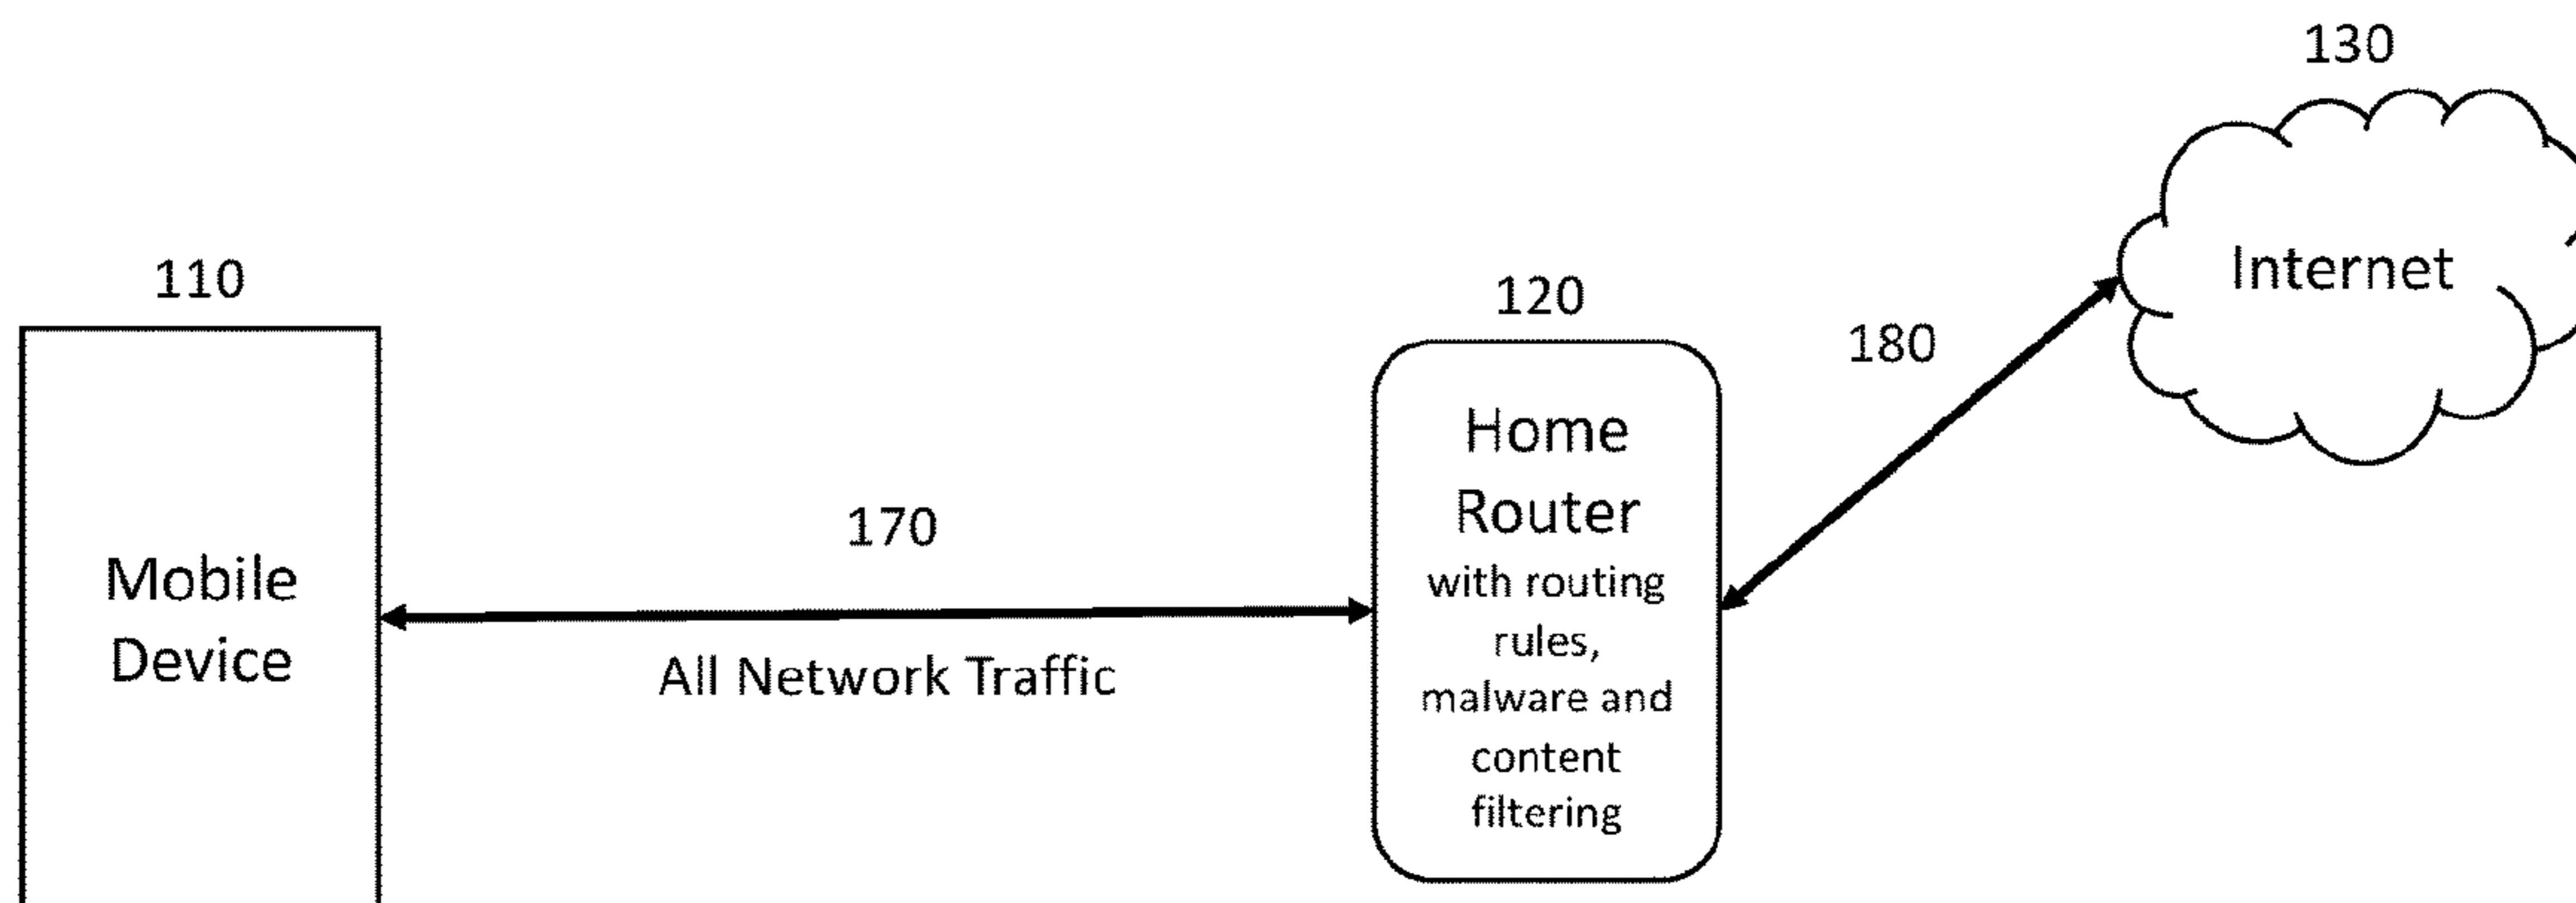 130
Internet
110
120
180
Home
Router
with routing
rules,
malware and
content
filtering
170
Mobile
Device
All Network Traffic